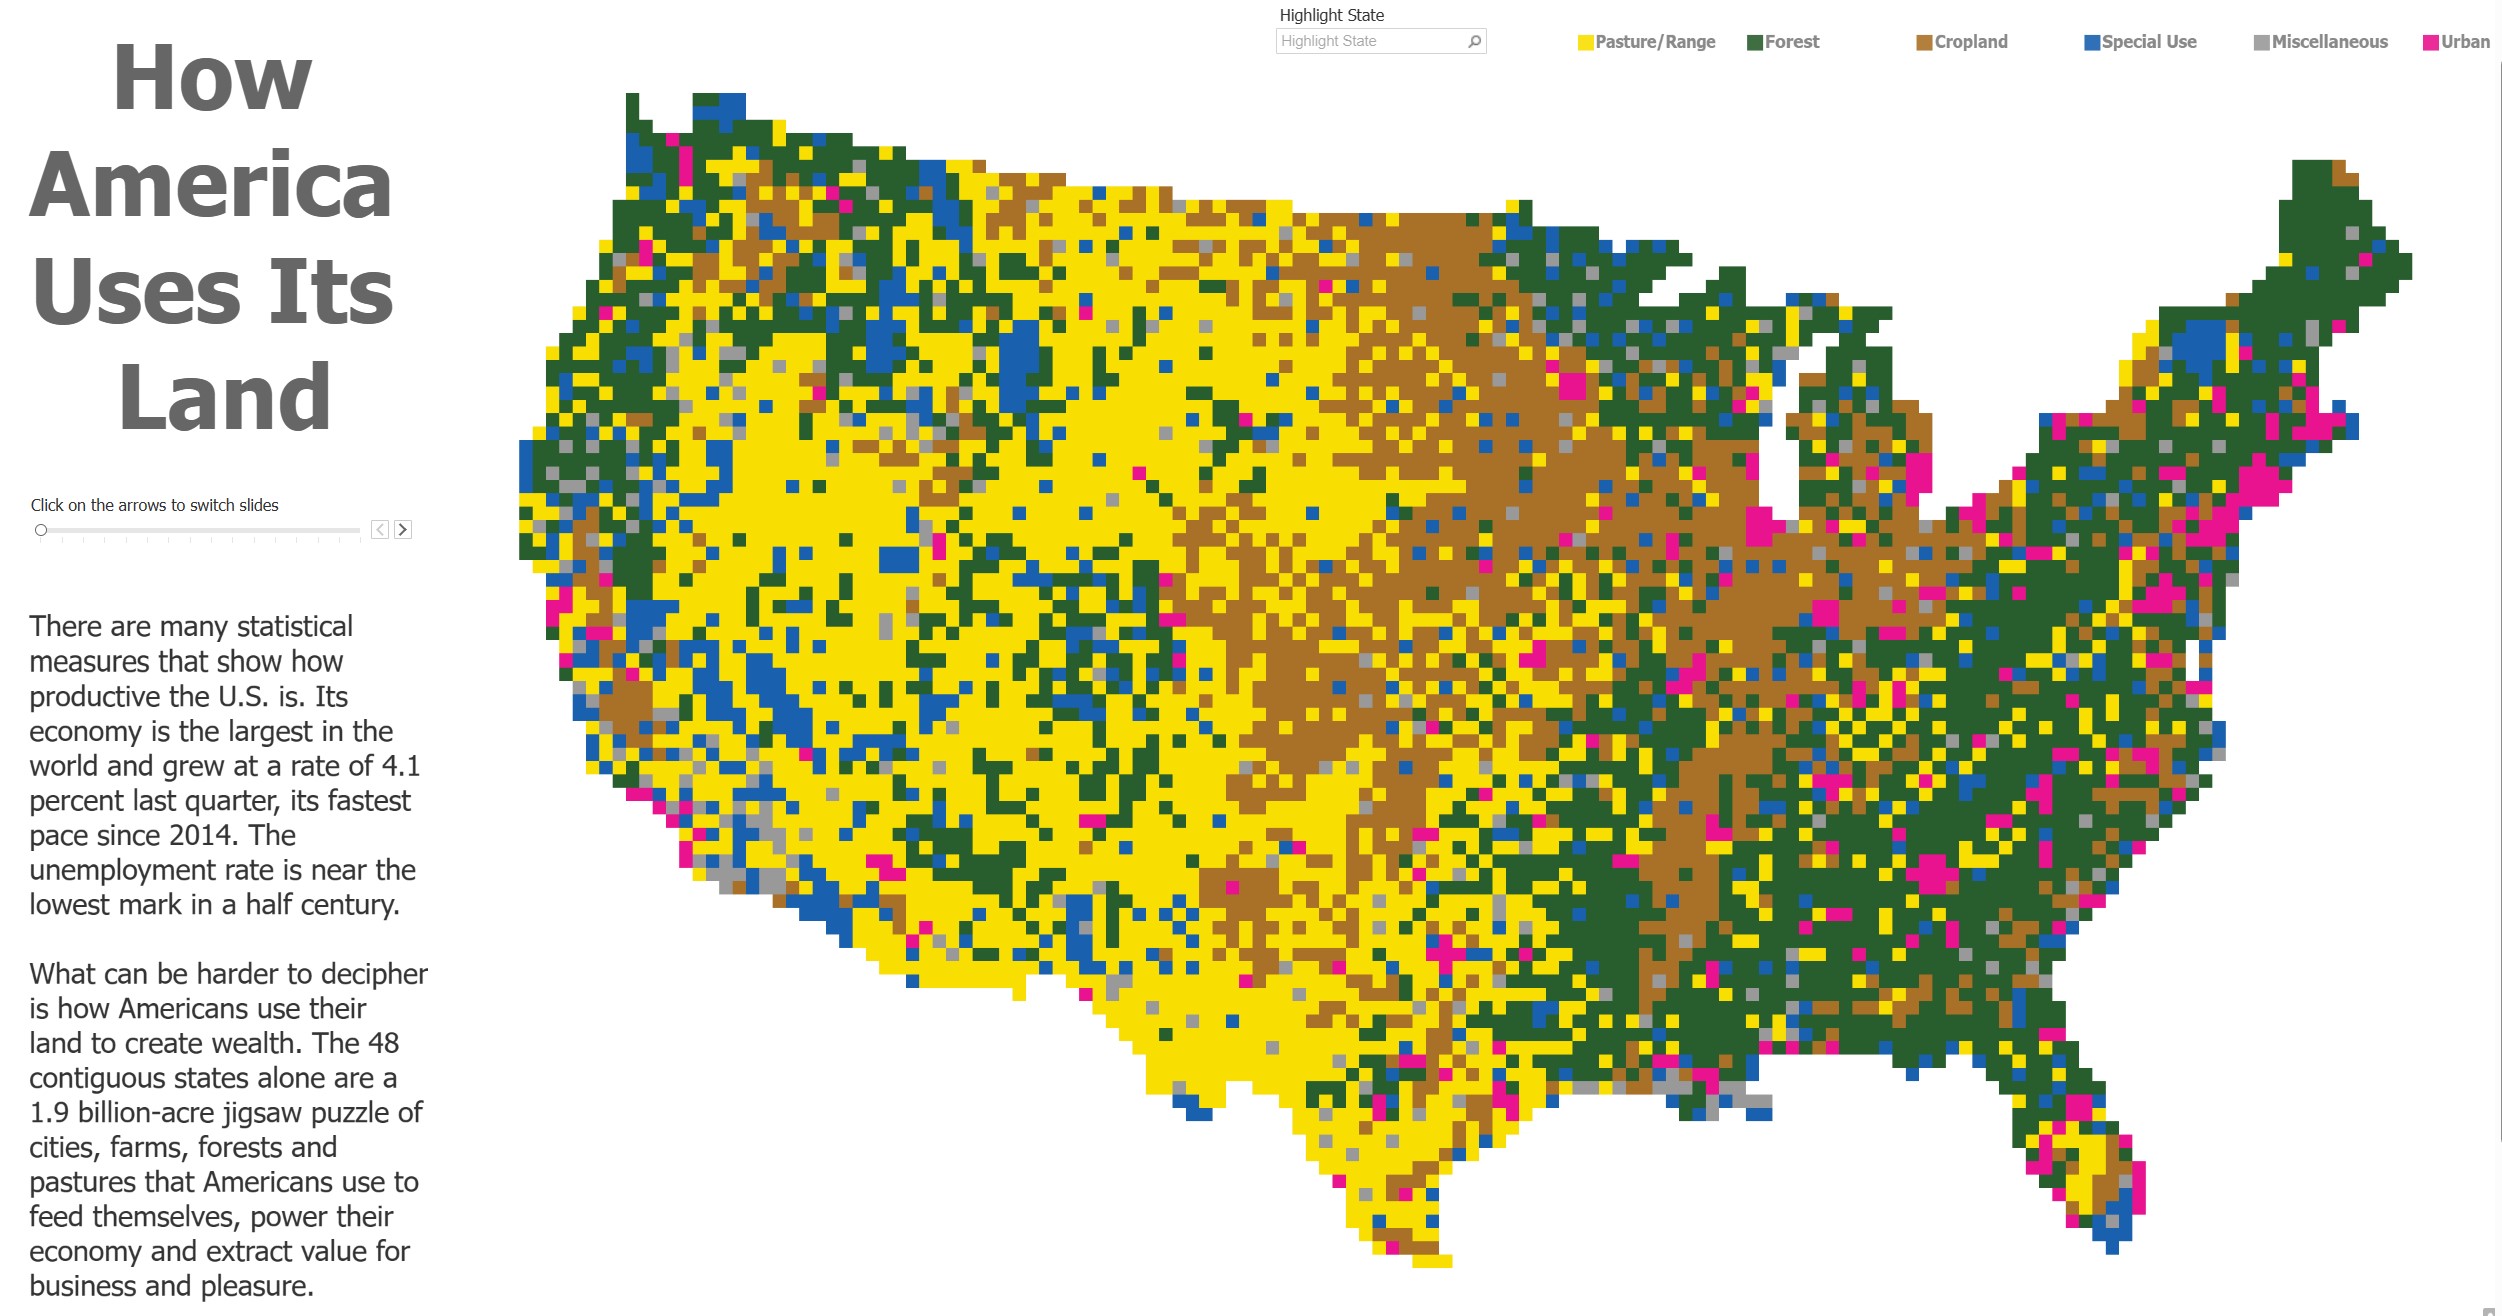 How
America
Uses Its
Land
Click on the arrows to switch slides
There are many statistical
measures that show how
productive the U.S. is. Its
economy is the largest in the
world and grew at a rate of 4.1
percent last quarter, its fastest
pace since 2014. The
unemployment rate is near the
lowest mark in a half century.
What can be harder to decipher
is how Americans use their
land to create wealth. The 48
contiguous states alone are a
1.9 billion-acre jigsaw puzzle of
cities, farms, forests and
pastures that Americans use to
feed themselves, power their
economy and extract value for
business and pleasure.
Highlight State
Highlight State
Pasture/Range
Forest
Cropland
Special Use
Miscellaneous
Urban